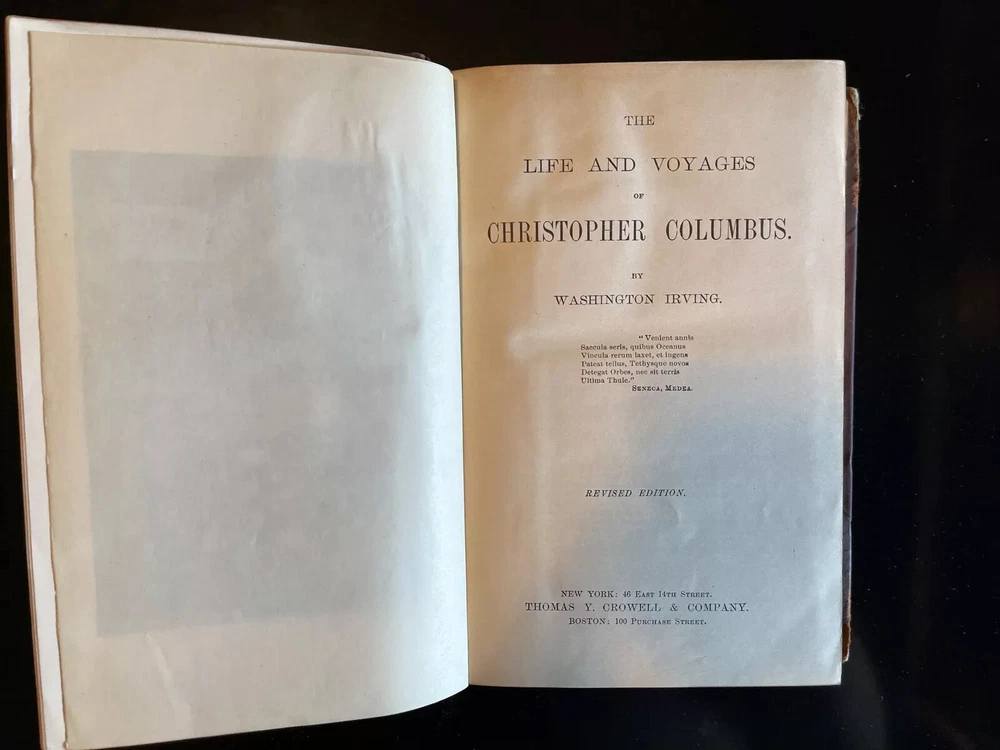 THE
LIFE AND VOYAGES
OF
CHRISTOPHER COLUMBUS.
BY
WASHINGTON IRVING.
"Venient annis
Saecula seris, quibus Oceanus
Vincula rerum laxet, et ingens
Pateat tellus, Tethysque novos
Detegat Orbes, nec sit terris
Ultima Thule."
SENECA, MEDEA.
REVISED EDITION.
NEW YORK: 46 EAST 14TH STREET.
THOMAS Y. CROWELL & COMPANY.
BOSTON: 100 PURCHASE STREET.